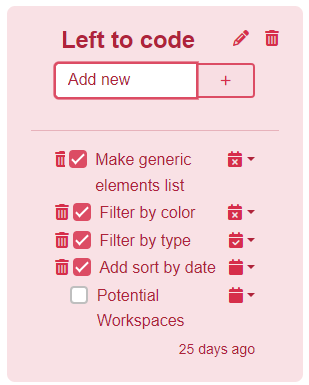 Left to code
Add new
+
Make generic
elements list
Filter by color
Filter by type
Add sort by date
Potential
Workspaces
25 days ago